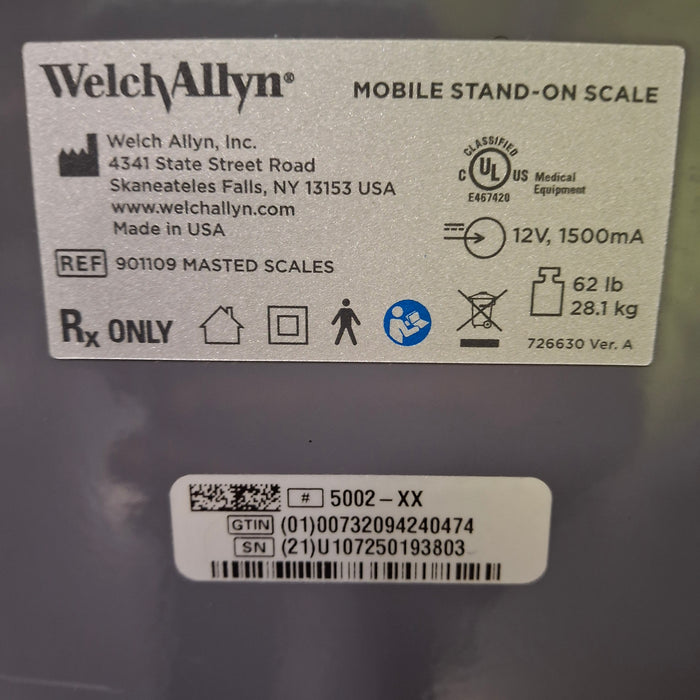 WelchAllyn®
MOBILE STAND-ON SCALE
Welch Allyn, Inc.
4341 State Street Road
Skaneateles Falls, NY 13153 USA
www.welchallyn.com
Made in USA
REF 901109 MASTED SCALES
CLASSIFIED
C UL US Medical Equipment
E467420
12V, 1500mA
62 lb
28.1 kg
Rx ONLY
726630 Ver. A
# 5002-XX
GTIN (01)00732094240474
SN (21)U107250193803